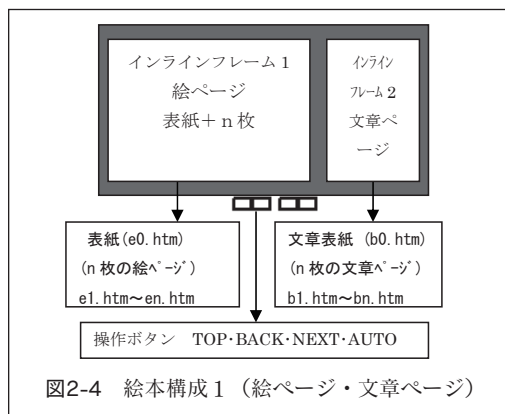 インラインフレーム1
絵ページ
表紙＋n枚
ｲﾝﾗｲﾝ
ﾌﾚｰﾑ2
文章ペ
ージ
表紙(e0.htm)
(n枚の絵ﾍﾟｰｼﾞ)
e1.htm～en.htm
文章表紙 (b0.htm)
(n枚の文章ﾍﾟｰｼﾞ)
b1.htm～bn.htm
操作ボタン TOP･BACK･NEXT･AUTO
図2-4 絵本構成1（絵ページ・文章ページ）